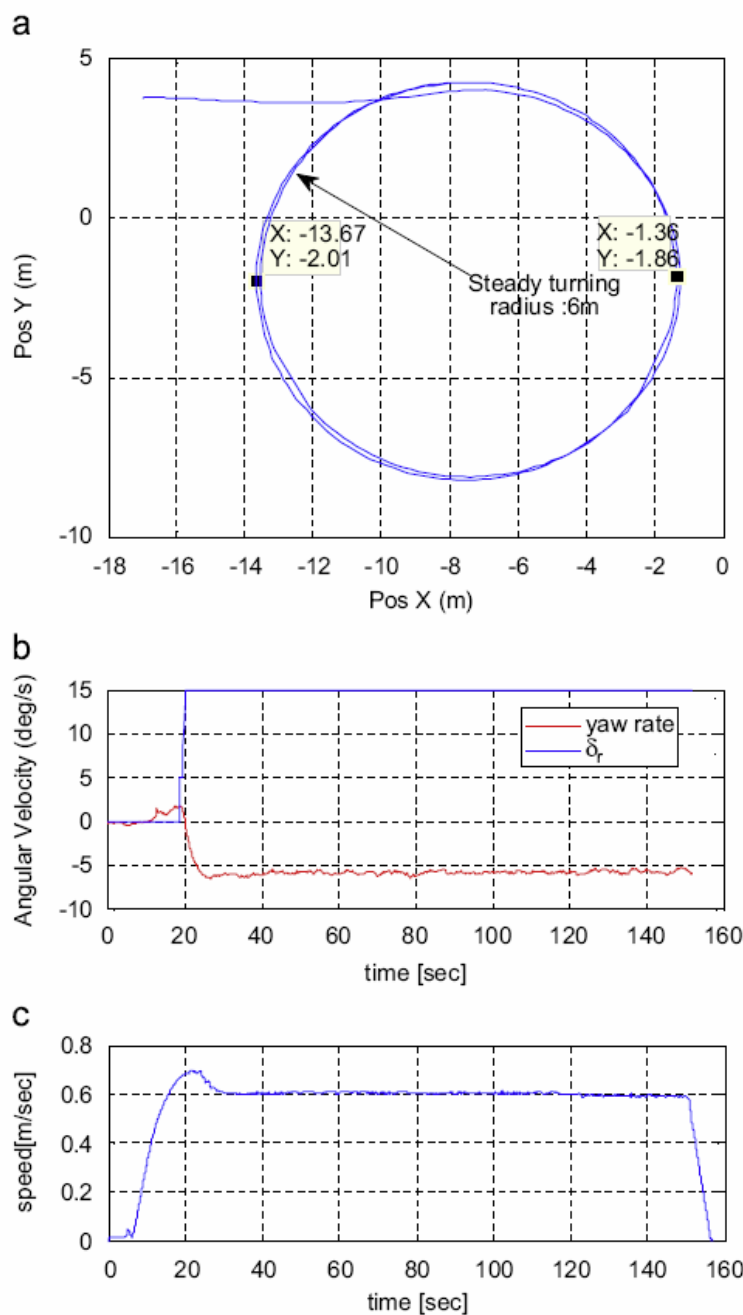 a
5
0
-5
-10
Pos Y (m)
X: -13.67
Y: -2.01
X: -1.36
Y: -1.86
Steady turning
radius :6m
-18 -16 -14 -12 -10 -8 -6 -4 -2 0
Pos X (m)
b
15
10
5
0
-5
-10
Angular Velocity (deg/s)
yaw rate
δr
0 20 40 60 80 100 120 140 160
time [sec]
c
0.8
0.6
0.4
0.2
0
speed[m/sec]
0 20 40 60 80 100 120 140 160
time [sec]